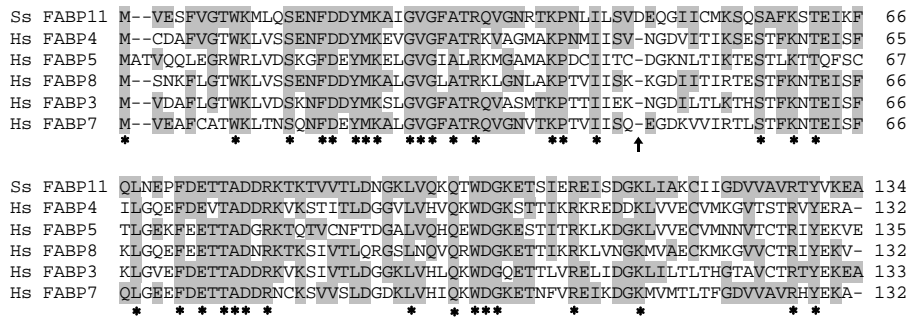 Ss FABP11 M--VESFVGTWKMLQSENFDDYMKAIGVGFATRQVGNRTKPNLILSVDEQGIICMKSQSAFKSTEIKF 66
Hs FABP4 M--CDAFVGTWKLVSSENFDDYMKEVGVGFATRKVAGMAKPNMIISV-NGDVITIKSESTFKNTEISF 65
Hs FABP5 MATVQQLEGRWRLVDSKGFDEYMKELGVGIALRKMGAMAKPDCIITC-DGKNLTIKTESTLKTTQFSC 67
Hs FABP8 M--SNKFLGTWKLVSSENFDDYMKALGVGLATRKLGNLAKPTVIISK-KGDIITIRTESTFKNTEISF 66
Hs FABP3 M--VDAFLGTWKLVDSKNFDDYMKSLGVGFATRQVASMTKPTTIIEK-NGDILTLKTHSTFKNTEISF 66
Hs FABP7 M--VEAFCATWKLTNSQNFDEYMKALGVGFATRQVGNVTKPTVIISQ-EGDKVVIRTLSTFKNTEISF 66
* * * ** *** *** * * ** * ↑ * * *
Ss FABP11 QLNEPFDETTADDRKTKTVVTLDNGKLVQKQTWDGKETSIEREISDGKLIAKCIIGDVVAVRTYVKEA 134
Hs FABP4 ILGQEFDEVTADDRKVKSTITLDGGVLVHVQKWDGKSTTIKRKREDDKLVVECVMKGVTSTRVYERA- 132
Hs FABP5 TLGEKFEETTADGRKTQTVCNFTDGALVQHQEWDGKESTITRKLKDGKLVVECVMNNVTCTRIYEKVE 135
Hs FABP8 KLGQEFEETTADNRKTKSIVTLQRGSLNQVQRWDGKETTIKRKLVNGKMVAECKMKGVVCTRIYEKV- 132
Hs FABP3 KLGVEFDETTADDRKVKSIVTLDGGKLVHLQKWDGQETTLVRELIDGKLILTLTHGTAVCTRTYEKEA 133
Hs FABP7 QLGEEFDETTADDRNCKSVVSLDGDKLVHIQKWDGKETNFVREIKDGKMVMTLTFGDVVAVRHYEKA- 132
* * * *** * * * *** * * * *